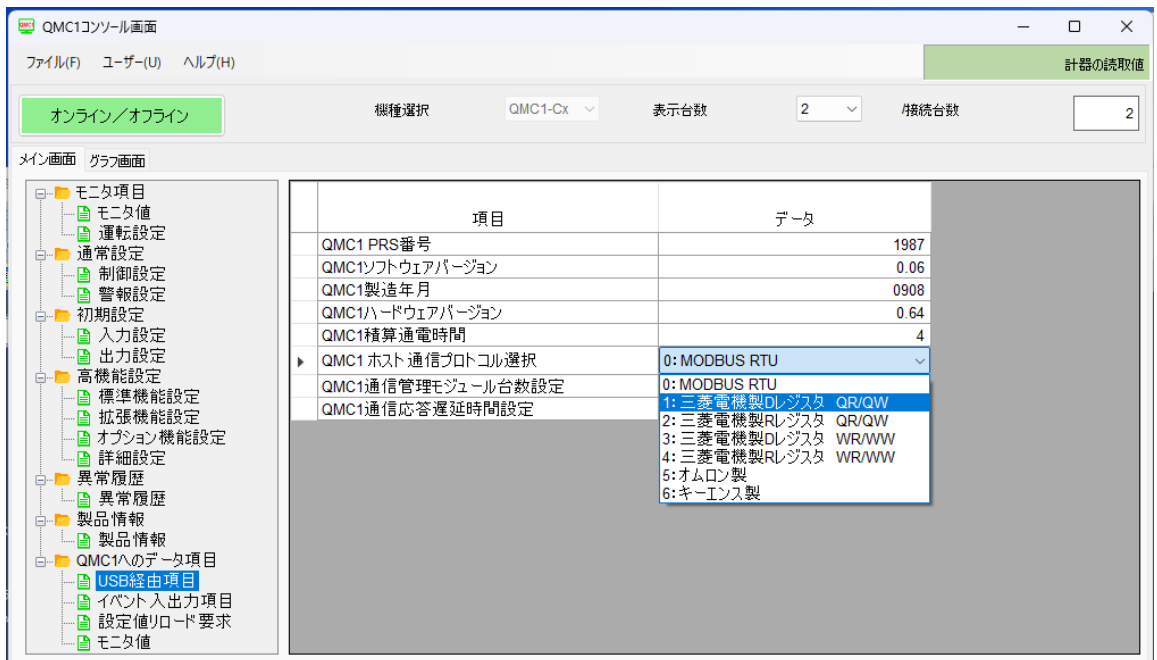 QMC1コンソール画面
ファイル(F) ユーザー(U) ヘルプ(H)
計器の読取値
オンライン／オフライン
機種選択 QMC1-Cx 表示台数 2 /接続台数 2
メイン画面 グラフ画面
モニタ項目
モニタ値
運転設定
通常設定
制御設定
警報設定
初期設定
入力設定
出力設定
高機能設定
標準機能設定
拡張機能設定
オプション機能設定
詳細設定
異常履歴
異常履歴
製品情報
製品情報
QMC1へのデータ項目
USB経由項目
イベント入出力項目
設定値リロード要求
モニタ値
項目 データ
QMC1 PRS番号 1987
QMC1ソフトウェアバージョン 0.06
QMC1製造年月 0908
QMC1ハードウェアバージョン 0.64
QMC1積算通電時間 4
QMC1ホスト通信プロトコル選択 0: MODBUS RTU
QMC1通信管理モジュール台数設定
QMC1通信応答遅延時間設定
0: MODBUS RTU
1: 三菱電機製Dレジスタ QR/QW
2: 三菱電機製Rレジスタ QR/QW
3: 三菱電機製Dレジスタ WR/WW
4: 三菱電機製Rレジスタ WR/WW
5:オムロン製
6:キーエンス製